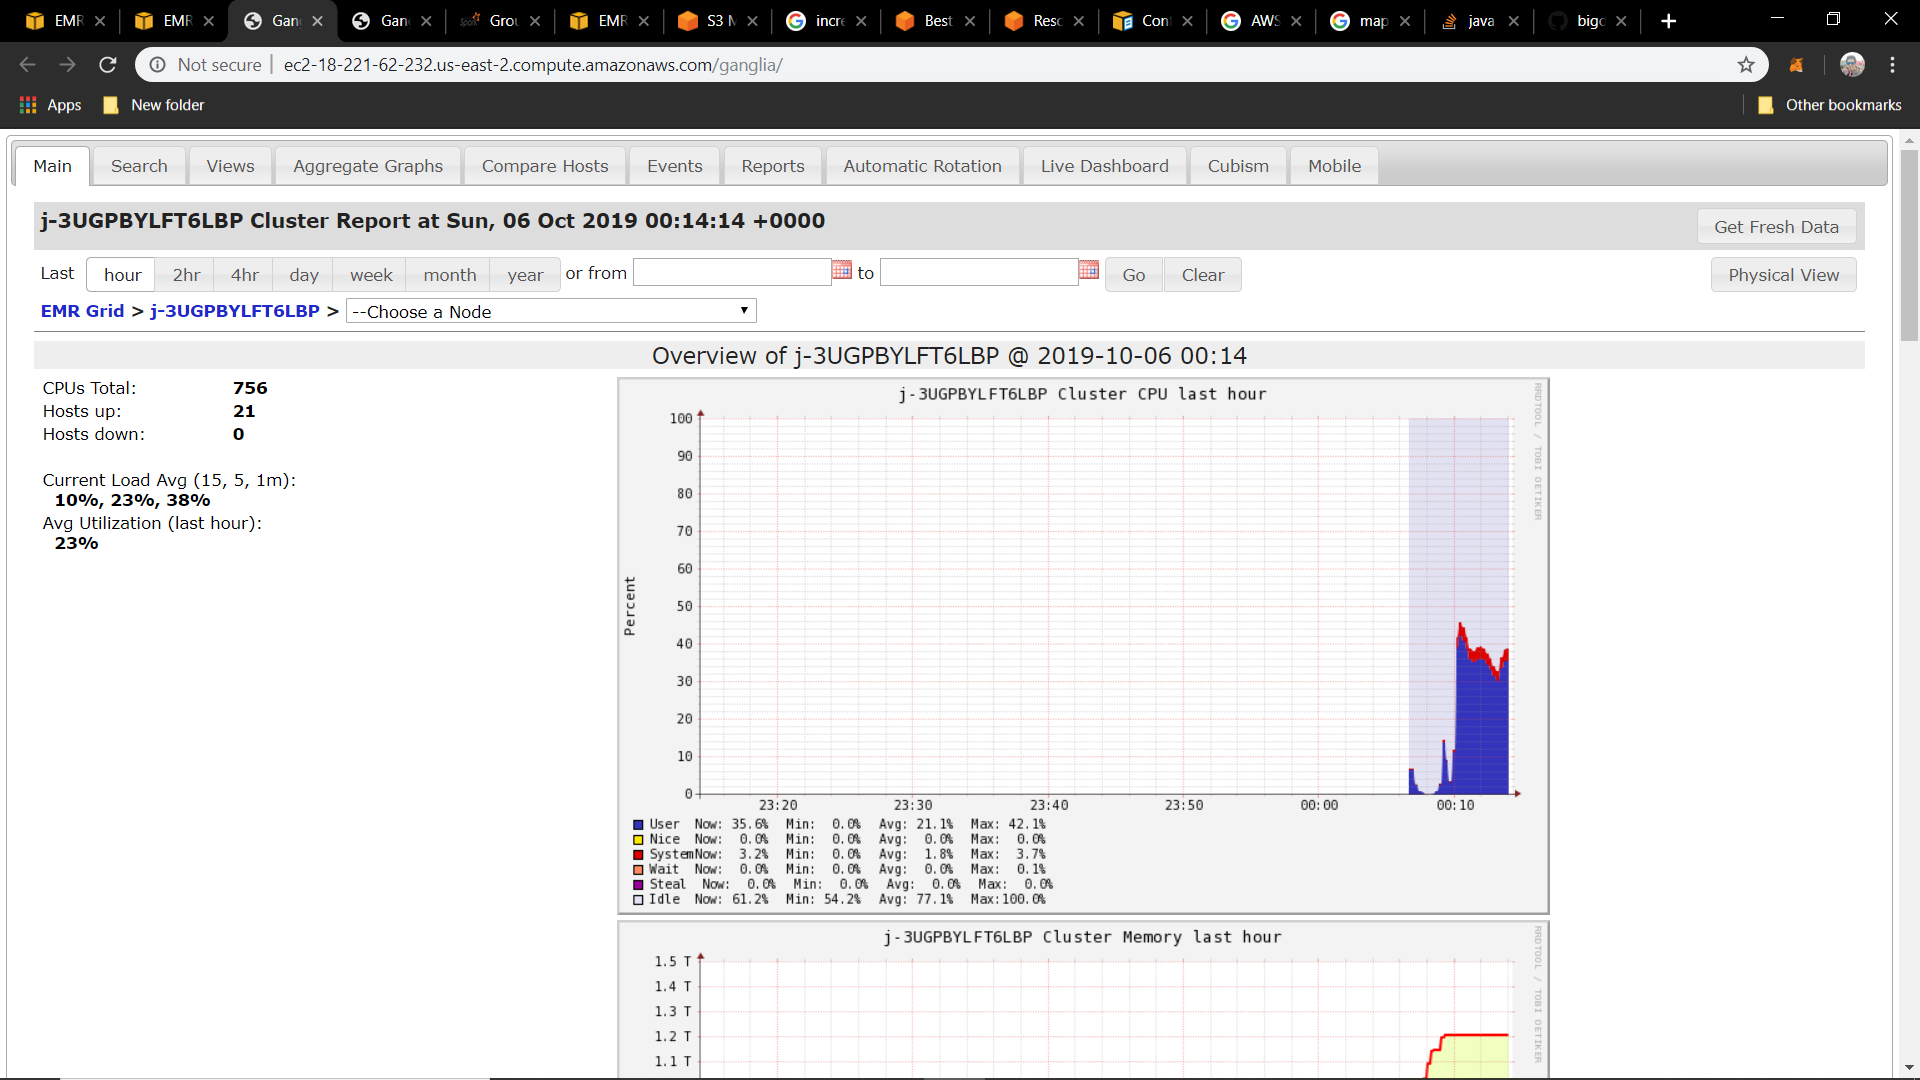 EMR EMR Gan Gan Grou EMR S3 M incre Best Reso Conf AWS map java bigd
Not secure | ec2-18-221-62-232.us-east-2.compute.amazonaws.com/ganglia/
Apps New folder Other bookmarks
Main Search Views Aggregate Graphs Compare Hosts Events Reports Automatic Rotation Live Dashboard Cubism Mobile
j-3UGPBYLFT6LBP Cluster Report at Sun, 06 Oct 2019 00:14:14 +0000
Get Fresh Data
Last hour 2hr 4hr day week month year or from to Go Clear
Physical View
EMR Grid > j-3UGPBYLFT6LBP > --Choose a Node
Overview of j-3UGPBYLFT6LBP @ 2019-10-06 00:14
CPUs Total: 756
Hosts up: 21
Hosts down: 0
Current Load Avg (15, 5, 1m):
10%, 23%, 38%
Avg Utilization (last hour):
23%
j-3UGPBYLFT6LBP Cluster CPU last hour
RRDTOOL / TOBI OETIKER
Percent
100
90
80
70
60
50
40
30
20
10
0
23:20 23:30 23:40 23:50 00:00 00:10
User Now: 35.6% Min: 0.0% Avg: 21.1% Max: 42.1%
Nice Now: 0.0% Min: 0.0% Avg: 0.0% Max: 0.0%
System Now: 3.2% Min: 0.0% Avg: 1.8% Max: 3.7%
Wait Now: 0.0% Min: 0.0% Avg: 0.0% Max: 0.1%
Steal Now: 0.0% Min: 0.0% Avg: 0.0% Max: 0.0%
Idle Now: 61.2% Min: 54.2% Avg: 77.1% Max:100.0%
j-3UGPBYLFT6LBP Cluster Memory last hour
RRDTOOL / TOBI OETIKER
1.5 T
1.4 T
1.3 T
1.2 T
1.1 T